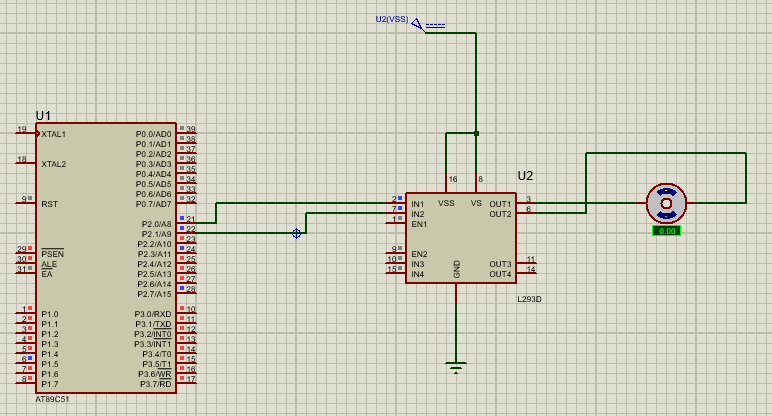 U2(VSS)
U1
19 XTAL1
18 XTAL2
9 RST
29 PSEN
30 ALE
31 EA
1 P1.0
2 P1.1
3 P1.2
4 P1.3
5 P1.4
6 P1.5
7 P1.6
8 P1.7
P0.0/AD0 39
P0.1/AD1 38
P0.2/AD2 37
P0.3/AD3 36
P0.4/AD4 35
P0.5/AD5 34
P0.6/AD6 33
P0.7/AD7 32
P2.0/A8 21
P2.1/A9 22
P2.2/A10 23
P2.3/A11 24
P2.4/A12 25
P2.5/A13 26
P2.6/A14 27
P2.7/A15 28
P3.0/RXD 10
P3.1/TXD 11
P3.2/INT0 12
P3.3/INT1 13
P3.4/T0 14
P3.5/T1 15
P3.6/WR 16
P3.7/RD 17
AT89C51
U2
16 8
VSS VS
2 IN1
7 IN2
1 EN1
9 EN2
10 IN3
15 IN4
GND
OUT1 3
OUT2 6
OUT3 11
OUT4 14
L293D
0.00